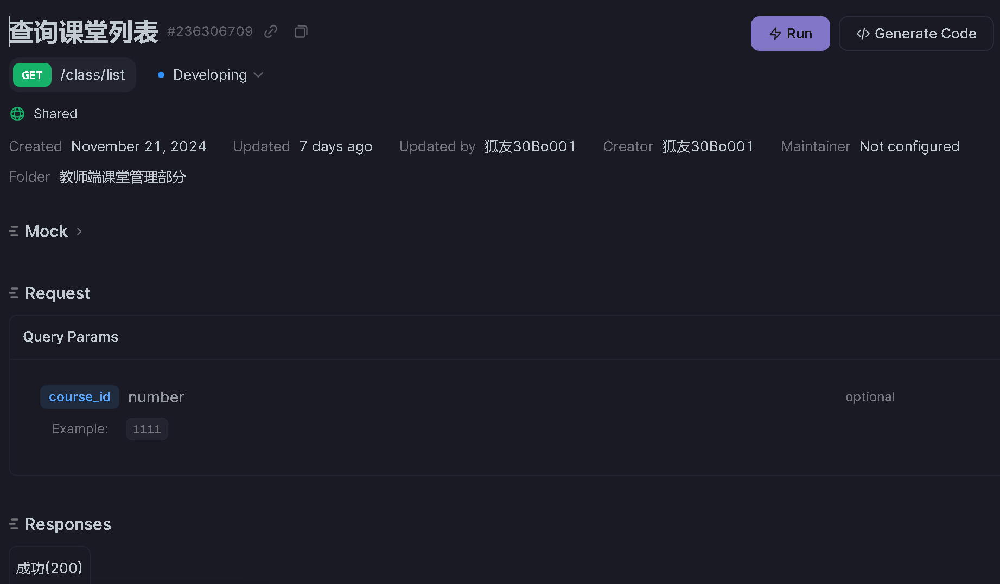 查询课堂列表 #236306709
Run
Generate Code
GET /class/list Developing
Shared
Created November 21, 2024 Updated 7 days ago Updated by 狐友30Bo001 Creator 狐友30Bo001 Maintainer Not configured
Folder 教师端课堂管理部分
Mock
Request
Query Params
course_id number optional
Example: 1111
Responses
成功(200)